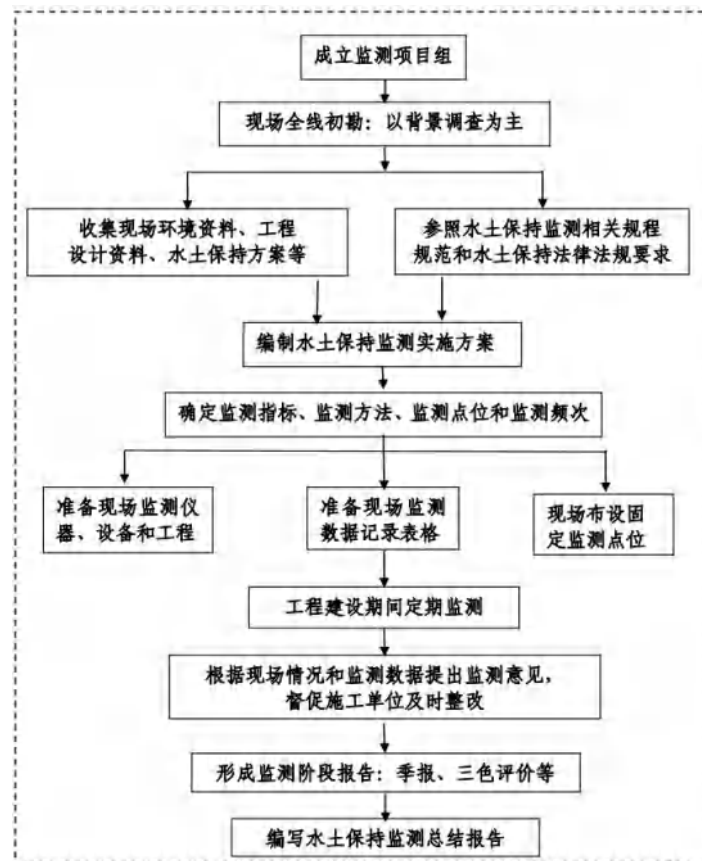 成立监测项目组
现场全线初勘：以背景调查为主
收集现场环境资料、工程
设计资料、水土保持方案等
参照水土保持监测相关规程
规范和水土保持法律法规要求
编制水土保持监测实施方案
确定监测指标、监测方法、监测点位和监测频次
准备现场监测仪
器、设备和工程
准备现场监测
数据记录表格
现场布设固
定监测点位
工程建设期间定期监测
根据现场情况和监测数据提出监测意见，
督促施工单位及时整改
形成监测阶段报告：季报、三色评价等
编写水土保持监测总结报告